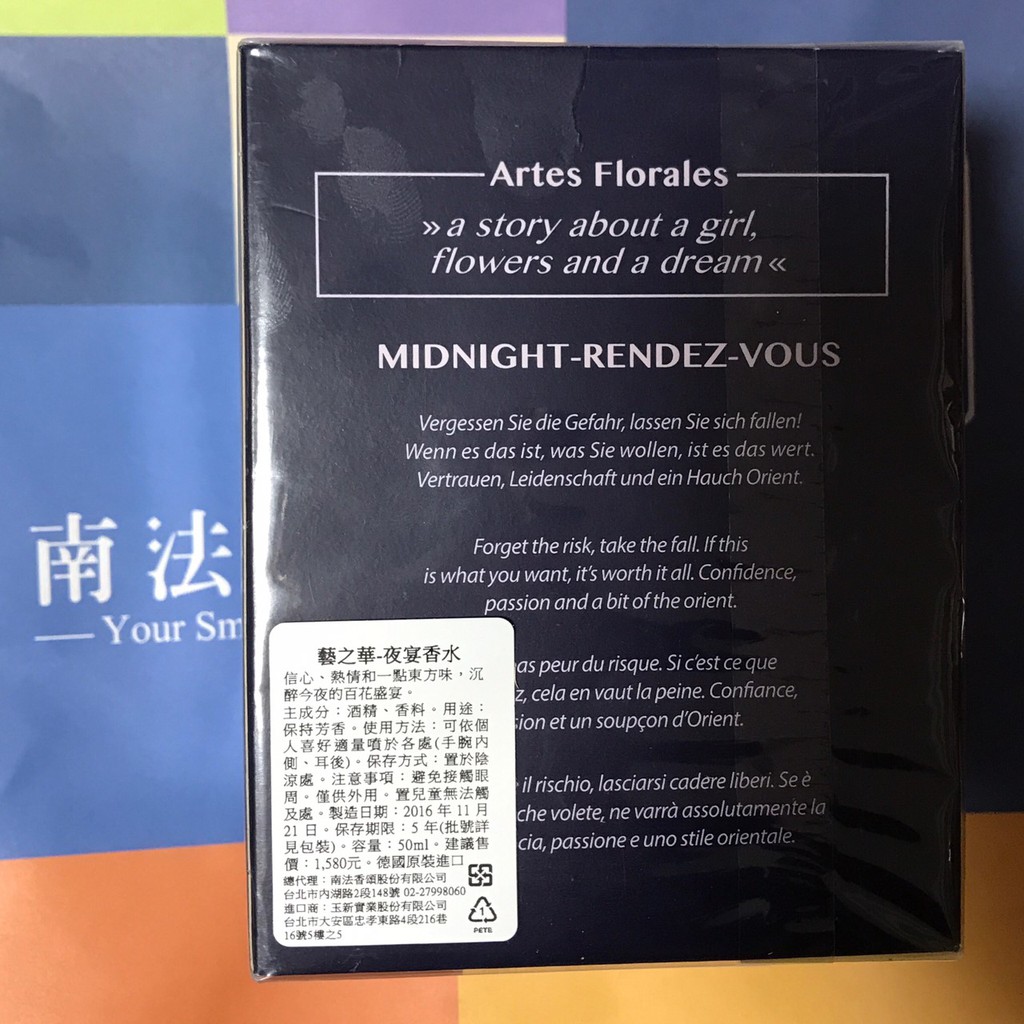 Artes Florales
» a story about a girl,
flowers and a dream «
MIDNIGHT-RENDEZ-VOUS
Vergessen Sie die Gefahr, lassen Sie sich fallen!
Wenn es das ist, was Sie wollen, ist es das wert.
Vertrauen, Leidenschaft und ein Hauch Orient.
Forget the risk, take the fall. If this
is what you want, it's worth it all. Confidence,
passion and a bit of the orient.
pas peur du risque. Si c'est ce que
cela en vaut la peine. Confiance,
et un soupçon d'Orient.
il rischio, lasciarsi cadere liberi. Se è
che volete, ne varrà assolutamente la
passione e uno stile orientale.
南法
— Your
藝之華-夜宴香水
信心、熱情和一點東方味，沉
醉今夜的百花盛宴。
主成分：酒精、香料。用途：
保持芳香。使用方法：可依個
人喜好適量噴於各處(手腕內
側、耳後)。保存方式：置於陰
涼處。注意事項：避免接觸眼
周。僅供外用。置兒童無法觸
及處。製造日期：2016年11月
21日。保存期限：5年(批號詳
見包裝)。容量：50ml。建議售
價：1,580元。德國原裝進口
總代理：南法香頌股份有限公司
台北市內湖路2段148號 02-27998060
進口商：玉新實業股份有限公司
台北市大安區忠孝東路4段216巷
16號5樓之5
1
PETE